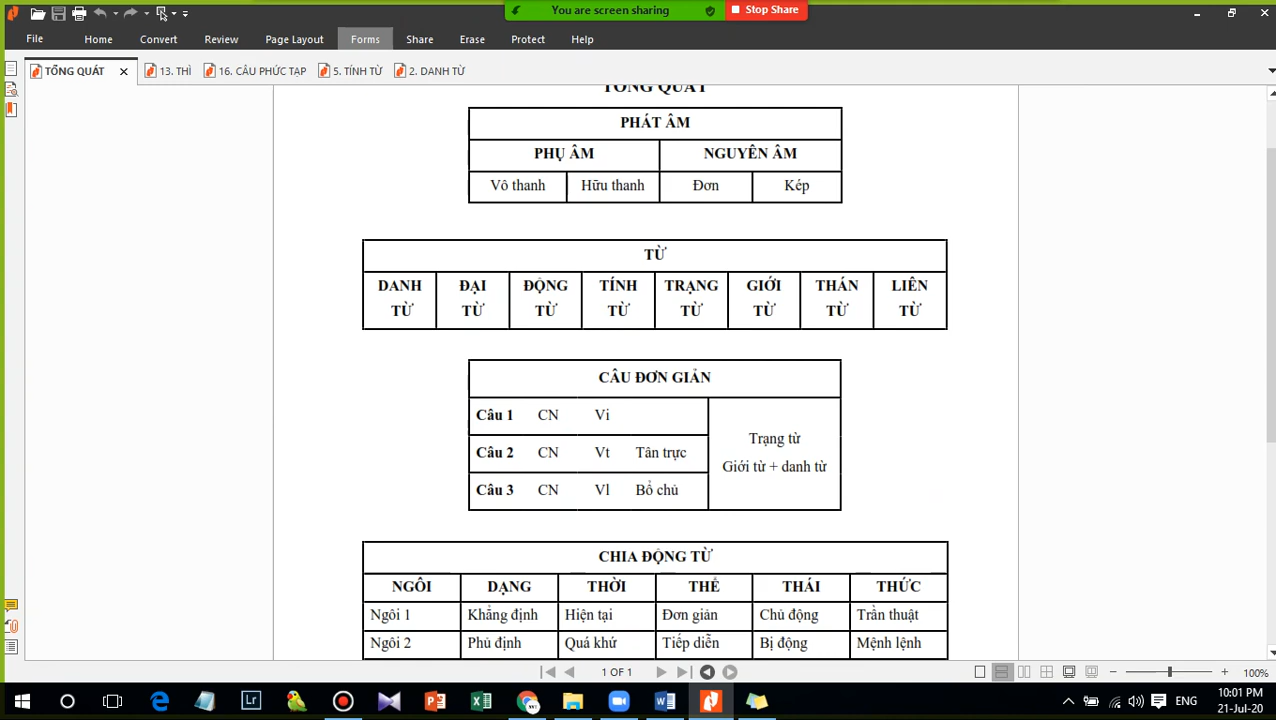 You are screen sharing
Stop Share
File Home Convert Review Page Layout Forms Share Erase Protect Help
TỔNG QUÁT 13. THÌ 16. CÂU PHỨC TẠP 5. TÍNH TỪ 2. DANH TỪ
TỔNG QUÁT
PHÁT ÂM
PHỤ ÂM NGUYÊN ÂM
Vô thanh Hữu thanh Đơn Kép
TỪ
DANH TỪ ĐẠI TỪ ĐỘNG TỪ TÍNH TỪ TRẠNG TỪ GIỚI TỪ THÁN TỪ LIÊN TỪ
CÂU ĐƠN GIẢN
Câu 1 CN Vi
Câu 2 CN Vt Tân trực
Câu 3 CN Vl Bổ chủ
Trạng từ
Giới từ + danh từ
CHIA ĐỘNG TỪ
NGÔI DẠNG THỜI THỂ THÁI THỨC
Ngôi 1 Khẳng định Hiện tại Đơn giản Chủ động Trần thuật
Ngôi 2 Phủ định Quá khứ Tiếp diễn Bị động Mệnh lệnh
1 OF 1
100%
Lr
ENG
10:01 PM
21-Jul-20